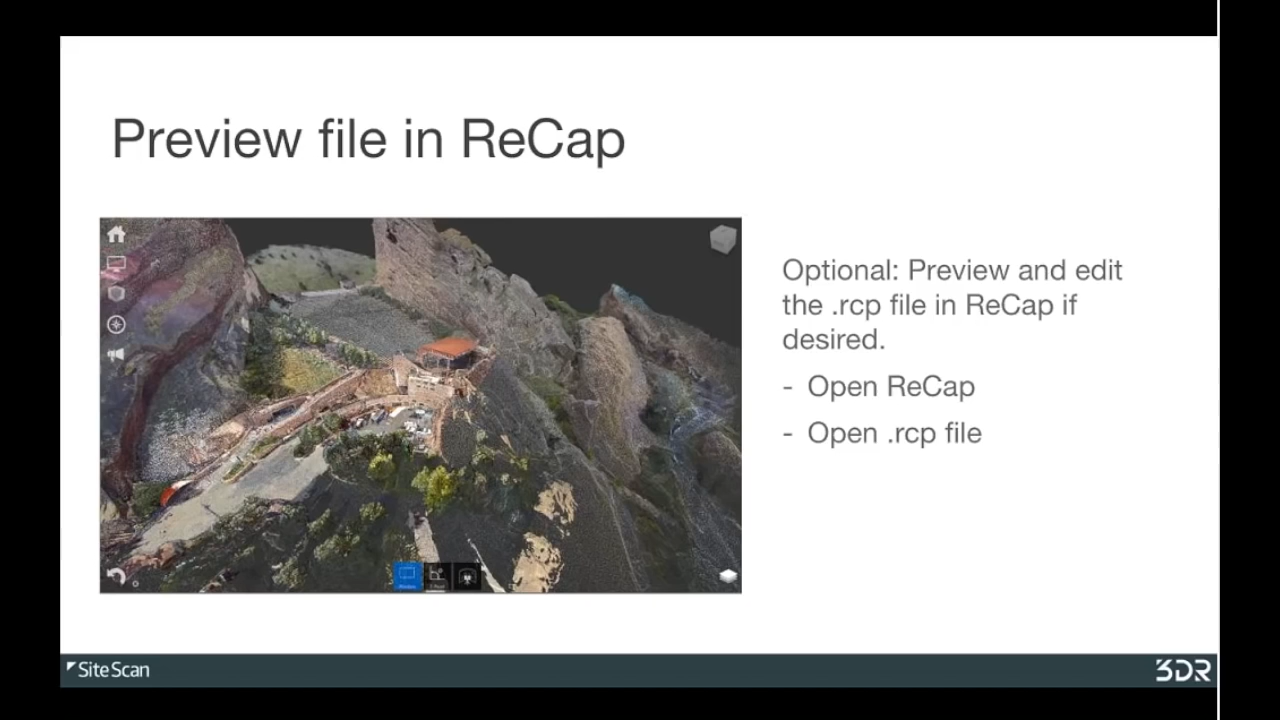 Preview file in ReCap
Optional: Preview and edit
the .rcp file in ReCap if
desired.
- Open ReCap
- Open .rcp file
SiteScan
3DR